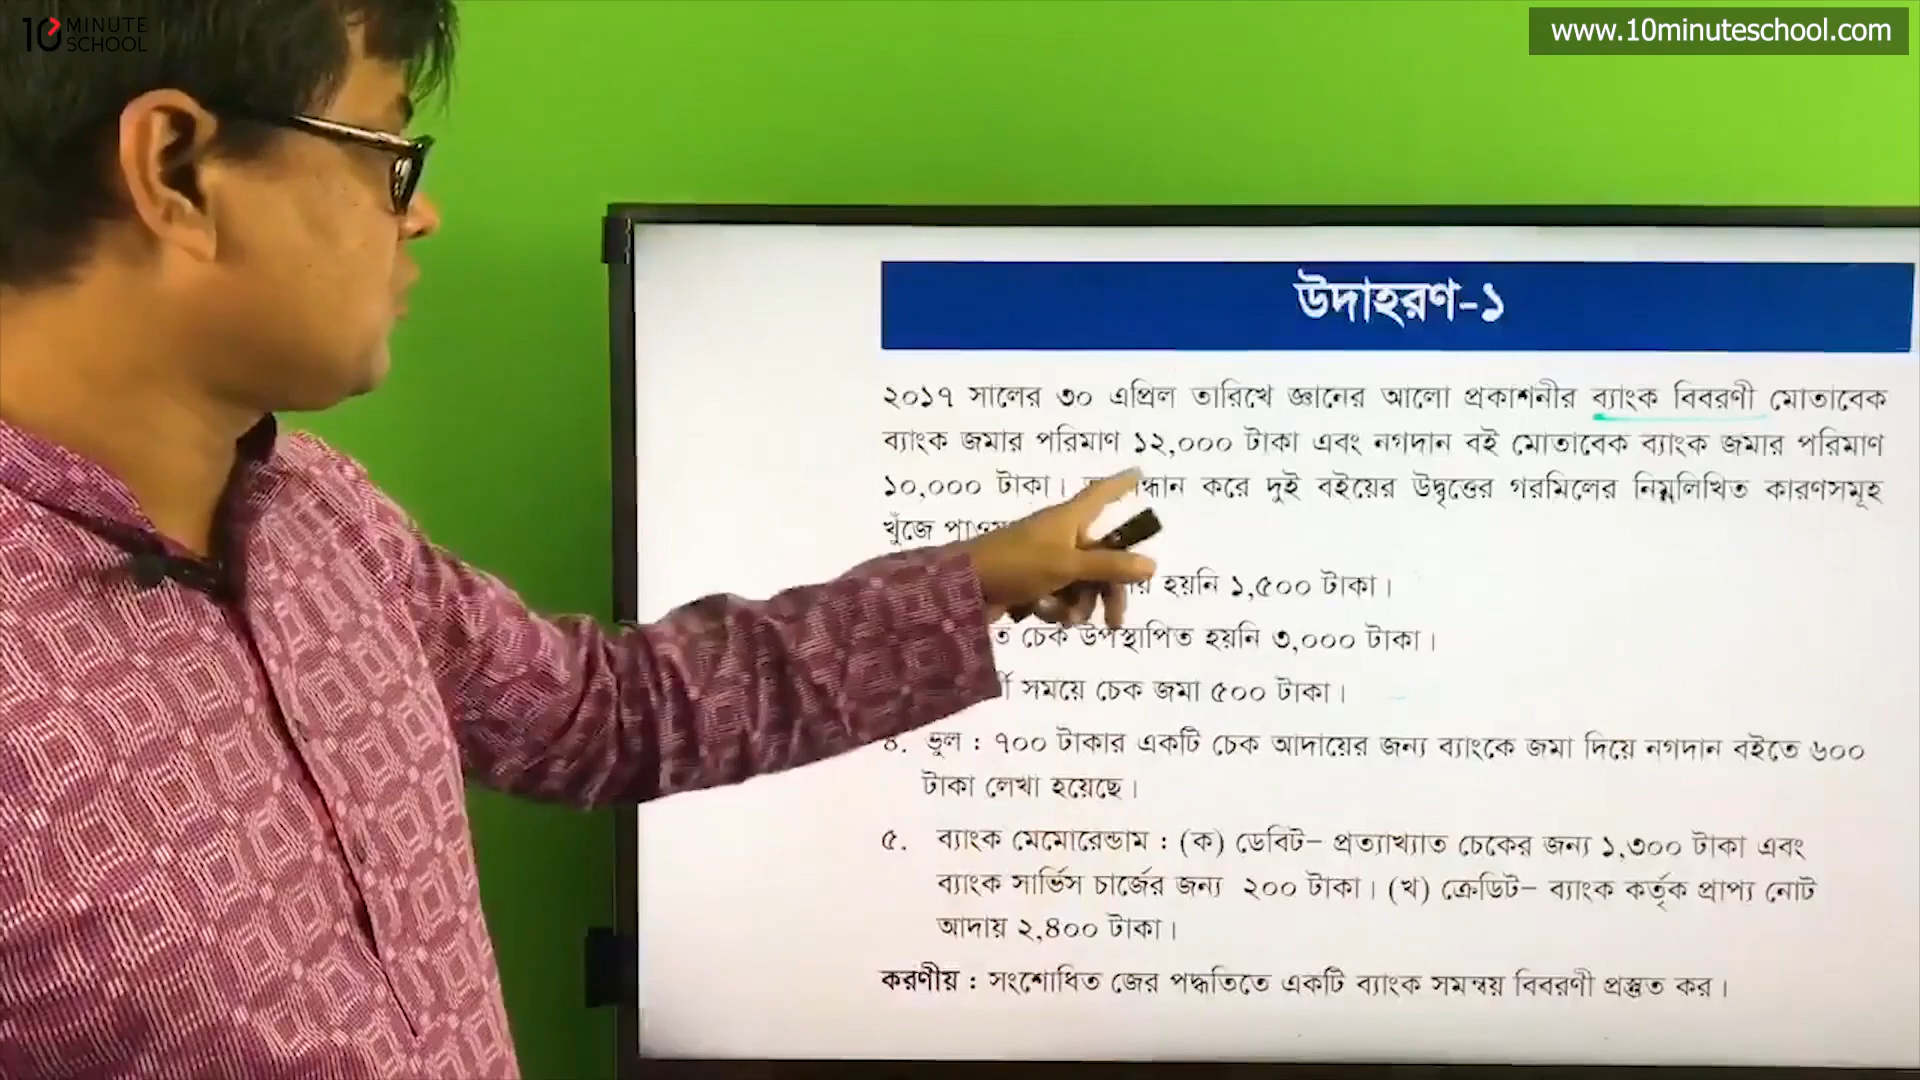 10 MINUTE SCHOOL
www.10minuteschool.com
উদাহরণ-১
২০১৭ সালের ৩০ এপ্রিল তারিখে জ্ঞানের আলো প্রকাশনীর ব্যাংক বিবরণী মোতাবেক
ব্যাংক জমার পরিমাণ ১২,০০০ টাকা এবং নগদান বই মোতাবেক ব্যাংক জমার পরিমাণ
১০,০০০ টাকা। করে দুই বইয়ের উদ্বৃত্তের গরমিলের নিম্নলিখিত কারণসমূহ
খুঁজে
হয়নি ১,৫০০ টাকা।
চেক উপস্থাপিত হয়নি ৩,০০০ টাকা।
সময়ে চেক জমা ৫০০ টাকা।
৪. ভুল : ৭০০ টাকার একটি চেক আদায়ের জন্য ব্যাংকে জমা দিয়ে নগদান বইতে ৬০০
টাকা লেখা হয়েছে।
৫. ব্যাংক মেমোরেন্ডাম : (ক) ডেবিট– প্রত্যাখ্যাত চেকের জন্য ১,৩০০ টাকা এবং
ব্যাংক সার্ভিস চার্জের জন্য ২০০ টাকা। (খ) ক্রেডিট– ব্যাংক কর্তৃক প্রাপ্য নোট
আদায় ২,৪০০ টাকা।
করণীয় : সংশোধিত জের পদ্ধতিতে একটি ব্যাংক সমন্বয় বিবরণী প্রস্তুত কর।